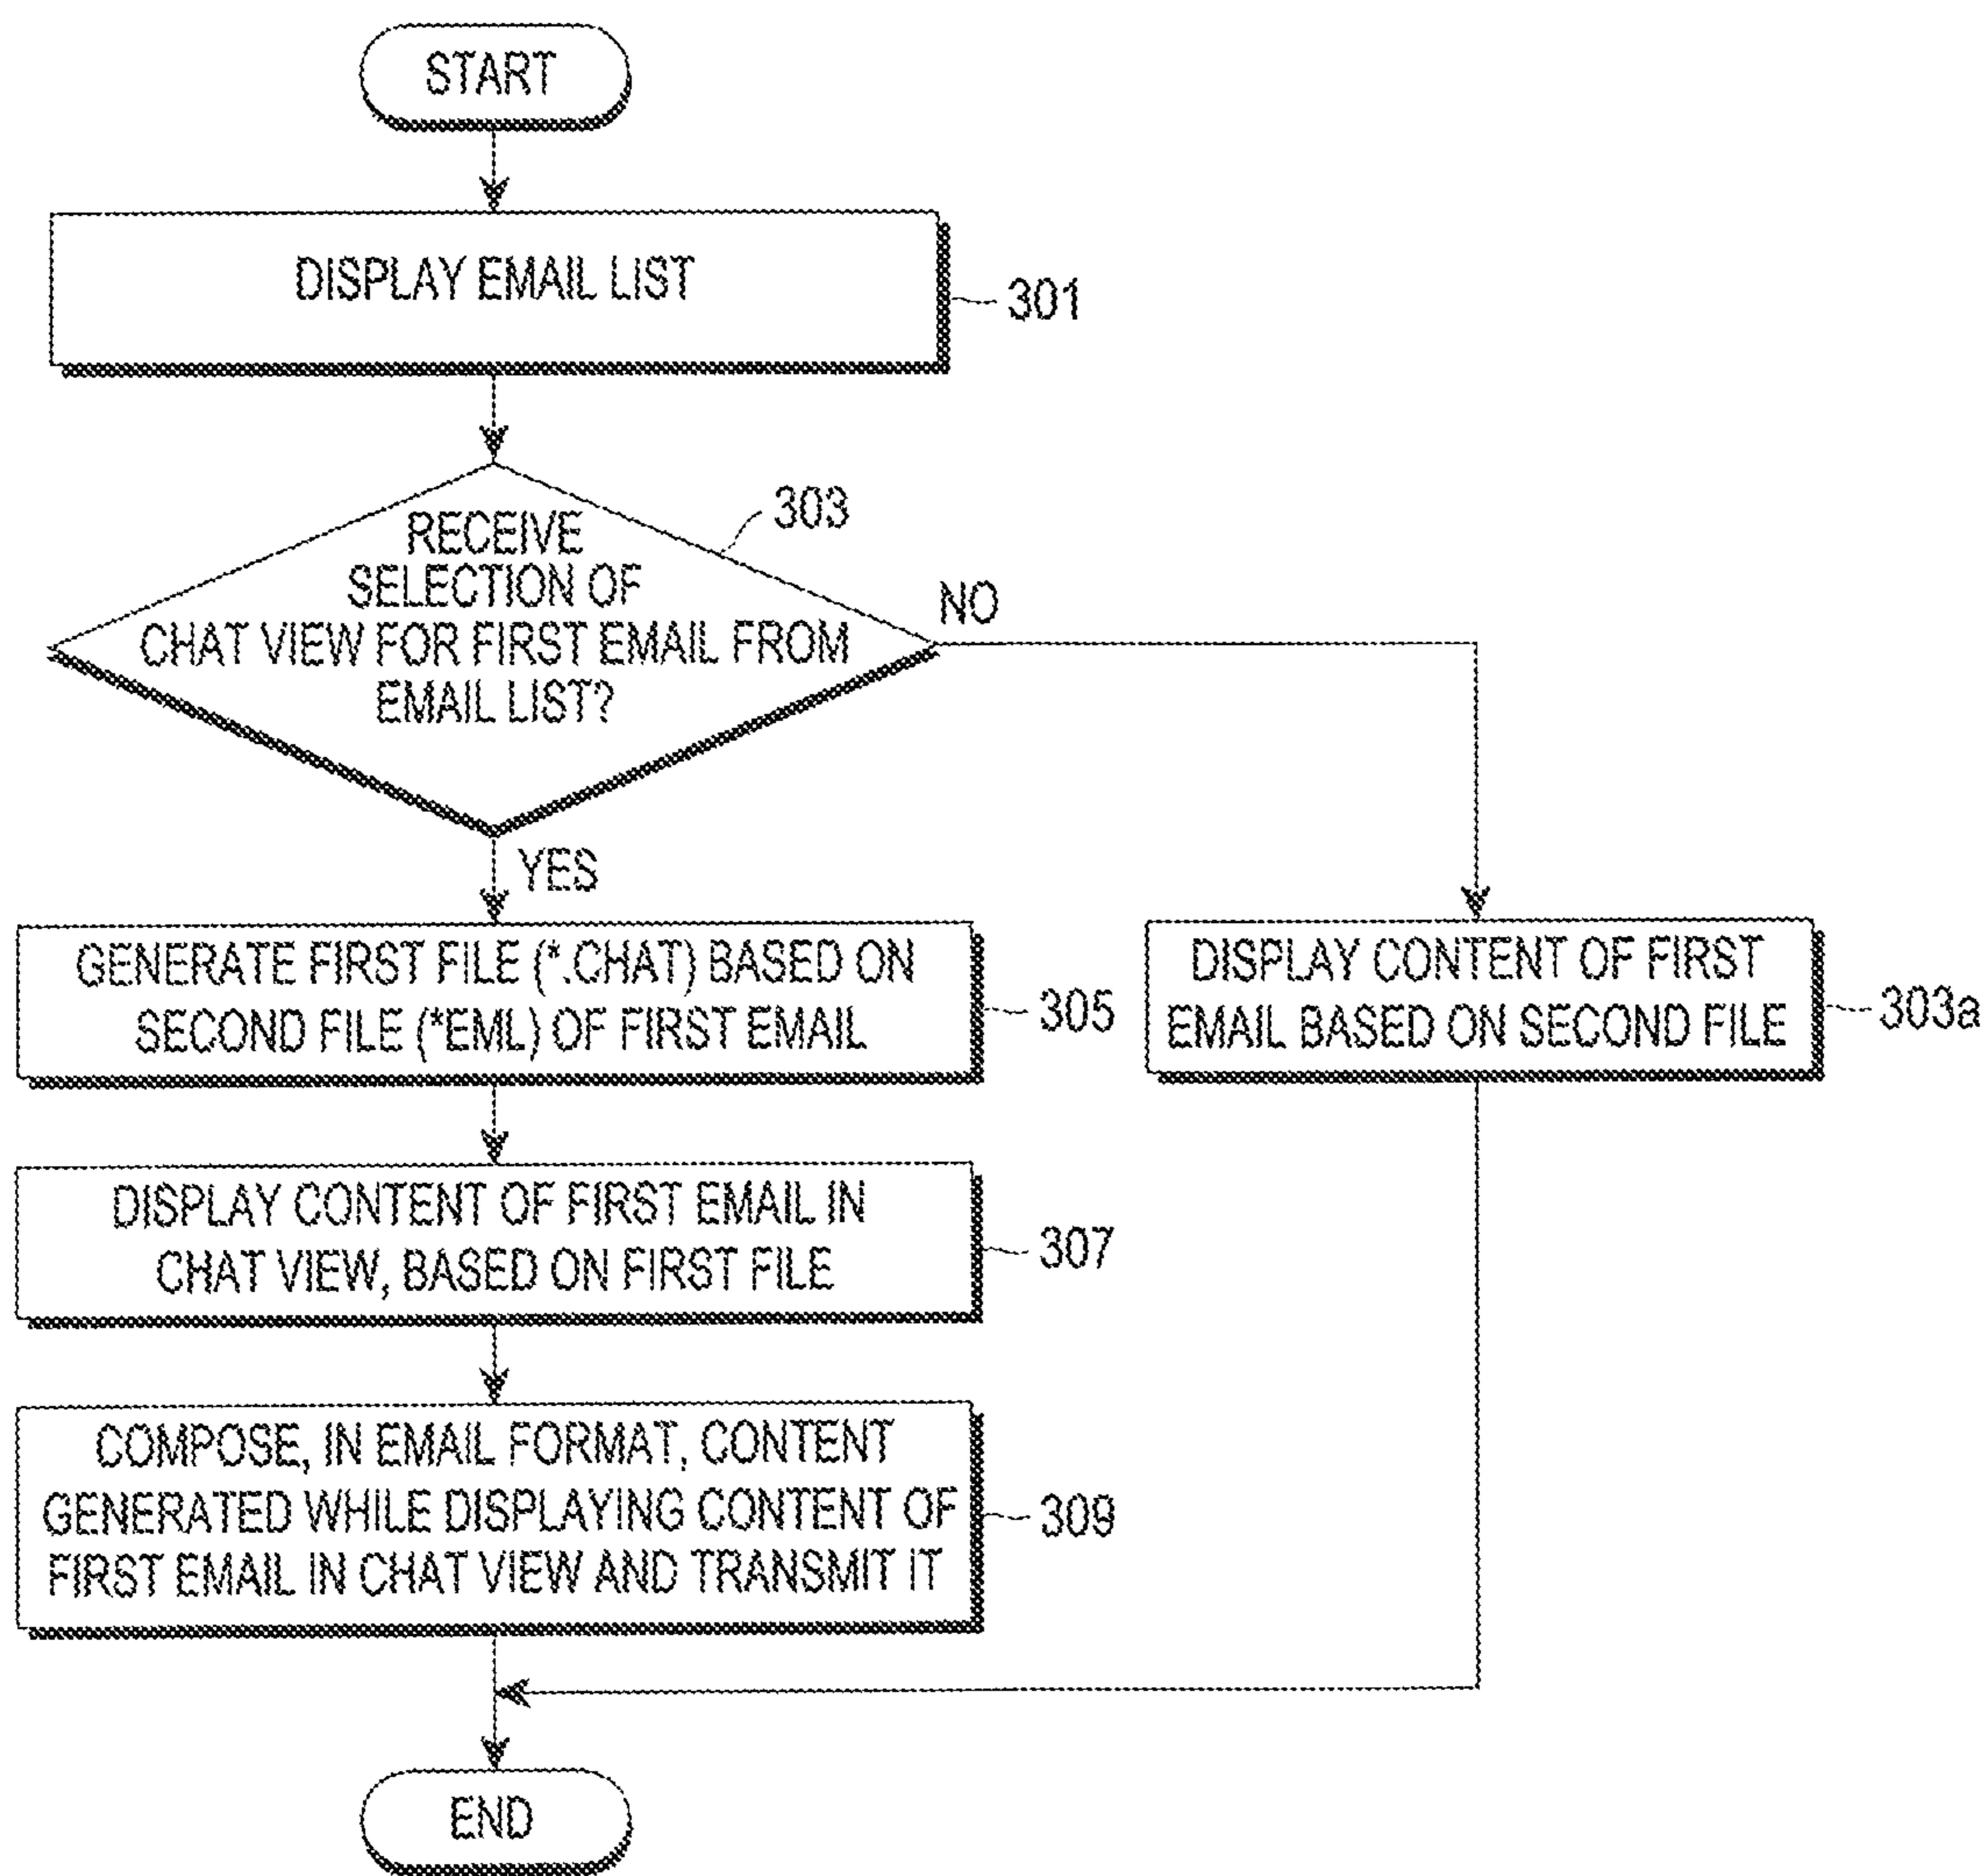 START
DISPLAY EMAIL LIST
301
303
RECEIVE
SELECTION OF
CHAT VIEW FOR FIRST EMAIL FROM
EMAIL LIST?
NO
YES
GENERATE FIRST FILE (*.CHAT) BASED ON
SECOND FILE (*EML) OF FIRST EMAIL
305
DISPLAY CONTENT OF FIRST
EMAIL BASED ON SECOND FILE
303a
DISPLAY CONTENT OF FIRST EMAIL IN
CHAT VIEW, BASED ON FIRST FILE
307
COMPOSE, IN EMAIL FORMAT, CONTENT
GENERATED WHILE DISPLAYING CONTENT OF
FIRST EMAIL IN CHAT VIEW AND TRANSMIT IT
309
END